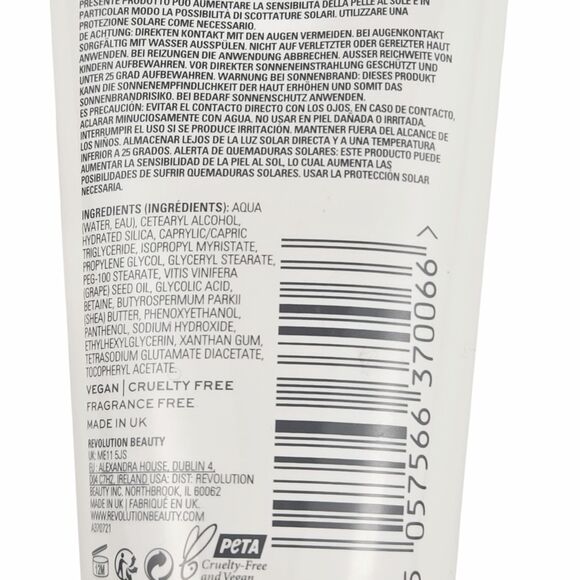 PRESENTE PRODOTTO PUÒ AUMENTARE LA SENSIBILITÀ DELLA PELLE AL SOLE E IN
PARTICOLAR MODO LA POSSIBILITÀ DI SCOTTATURE SOLARI. UTILIZZARE UNA
PROTEZIONE SOLARE COME NECESSARIO.
DE ACHTUNG: DIREKTEN KONTAKT MIT DEN AUGEN VERMEIDEN. BEI AUGENKONTAKT
SORGFÄLTIG MIT WASSER AUSSPÜLEN. NICHT AUF VERLETZTER ODER GEREIZTER HAUT
ANWENDEN. BEI REIZUNGEN DIE ANWENDUNG ABBRECHEN. AUSSER REICHWEITE VON
KINDERN AUFBEWAHREN. VOR DIREKTER SONNENEINSTRAHLUNG GESCHÜTZT UND
UNTER 25 GRAD AUFBEWAHREN. WARNUNG BEI SONNENBRAND: DIESES PRODUKT
KANN DIE SONNENEMPFINDLICHKEIT DER HAUT ERHÖHEN UND SOMIT DAS
SONNENBRANDRISIKO. BEI BEDARF SONNENSCHUTZ ANWENDEN.
ES PRECAUCIÓN: EVITAR EL CONTACTO DIRECTO CON LOS OJOS, EN CASO DE CONTACTO,
ACLARAR MINUCIOSAMENTE CON AGUA. NO USAR EN PIEL DAÑADA O IRRITADA.
INTERRUMPIR EL USO SI SE PRODUCE IRRITACIÓN. MANTENER FUERA DEL ALCANCE DE
LOS NIÑOS. ALMACENAR LEJOS DE LA LUZ SOLAR DIRECTA Y A UNA TEMPERATURA
INFERIOR A 25 GRADOS. ALERTA DE QUEMADURAS SOLARES: ESTE PRODUCTO PUEDE
AUMENTAR LA SENSIBILIDAD DE LA PIEL AL SOL, LO CUAL AUMENTA LAS
POSIBILIDADES DE SUFRIR QUEMADURAS SOLARES. USAR LA PROTECCIÓN SOLAR
NECESARIA.
INGREDIENTS (INGRÉDIENTS): AQUA
(WATER, EAU), CETEARYL ALCOHOL,
HYDRATED SILICA, CAPRYLIC/CAPRIC
TRIGLYCERIDE, ISOPROPYL MYRISTATE,
PROPYLENE GLYCOL, GLYCERYL STEARATE,
PEG-100 STEARATE, VITIS VINIFERA
(GRAPE) SEED OIL, GLYCOLIC ACID,
BETAINE, BUTYROSPERMUM PARKII
(SHEA) BUTTER, PHENOXYETHANOL,
PANTHENOL, SODIUM HYDROXIDE,
ETHYLHEXYLGLYCERIN, XANTHAN GUM,
TETRASODIUM GLUTAMATE DIACETATE,
TOCOPHERYL ACETATE.
VEGAN | CRUELTY FREE
FRAGRANCE FREE
MADE IN UK
REVOLUTION BEAUTY
UK: ME11 5JS
EU : ALEXANDRA HOUSE, DUBLIN 4,
D04 C7H2, IRELAND USA: DIST: REVOLUTION
BEAUTY INC. NORTHBROOK, IL 60062
MADE IN UK | FABRIQUÉ EN UK.
WWW.REVOLUTIONBEAUTY.COM
A370721
12M
PETA
Cruelty-Free
and Vegan
5 057566 370066 >